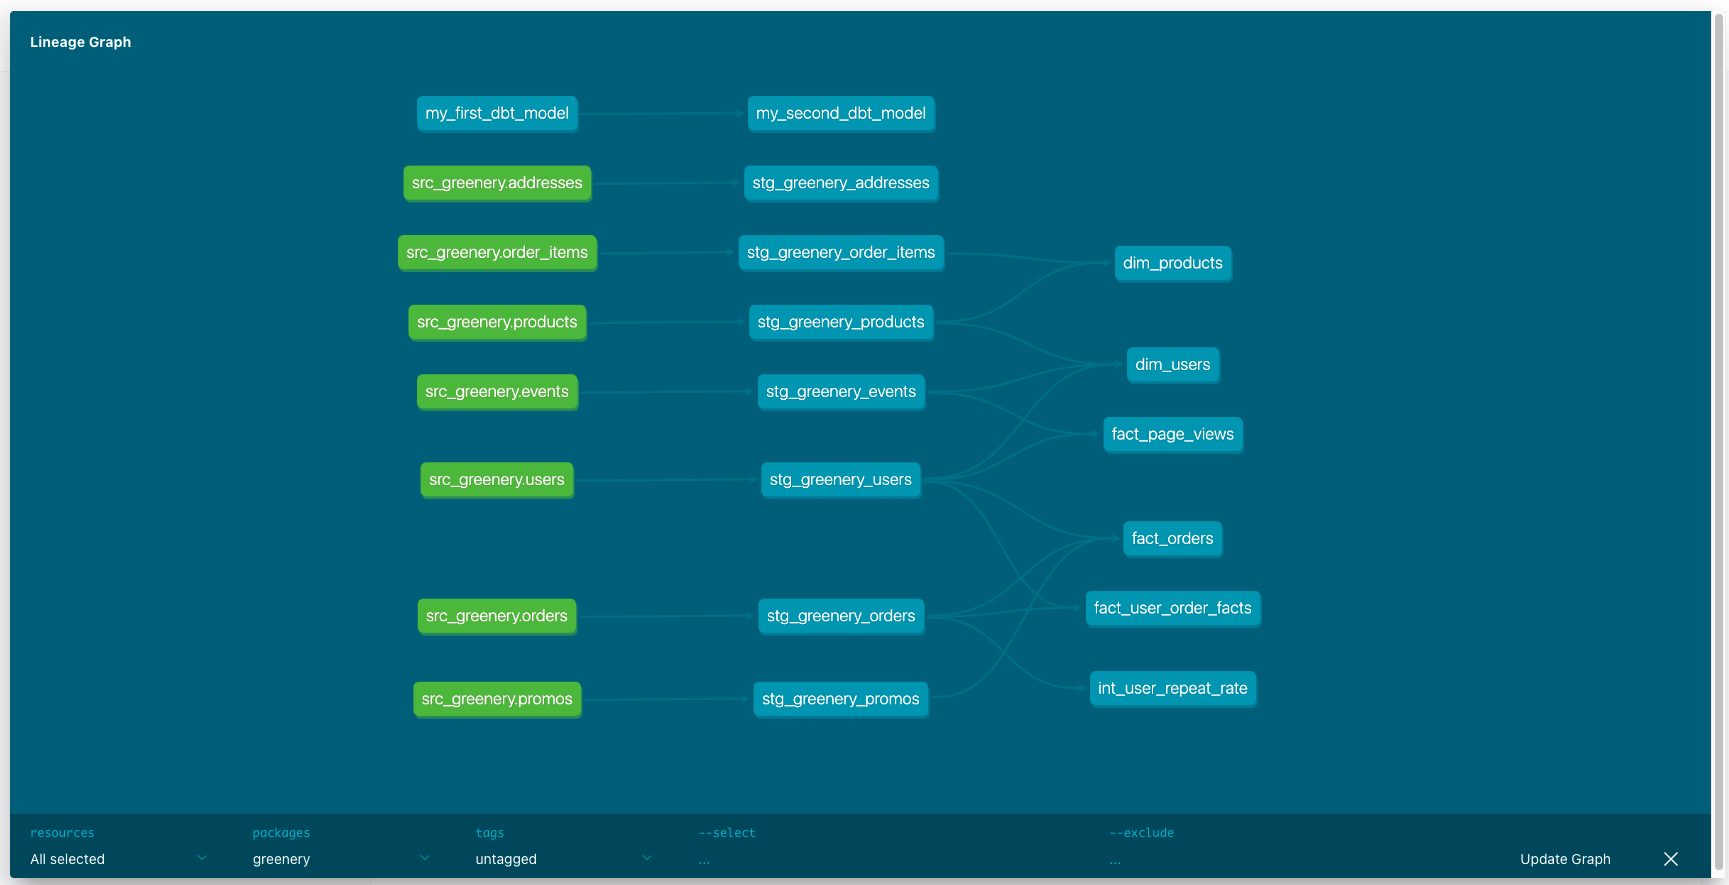 Lineage Graph
my_first_dbt_model
my_second_dbt_model
src_greenery.addresses
stg_greenery_addresses
src_greenery.order_items
stg_greenery_order_items
dim_products
src_greenery.products
stg_greenery_products
dim_users
src_greenery.events
stg_greenery_events
fact_page_views
src_greenery.users
stg_greenery_users
fact_orders
src_greenery.orders
stg_greenery_orders
fact_user_order_facts
src_greenery.promos
stg_greenery_promos
int_user_repeat_rate
resources
packages
tags
--select
--exclude
All selected
greenery
untagged
...
...
Update Graph